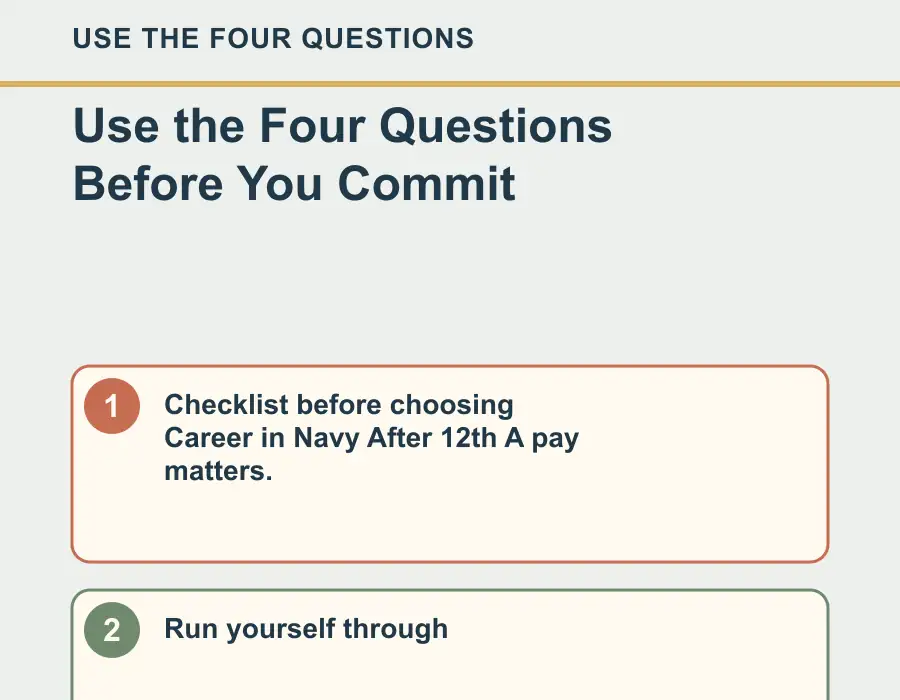 USE THE FOUR QUESTIONS
Use the Four Questions
Before You Commit
1
Checklist before choosing
Career in Navy After 12th A pay
matters.
2
Run yourself through